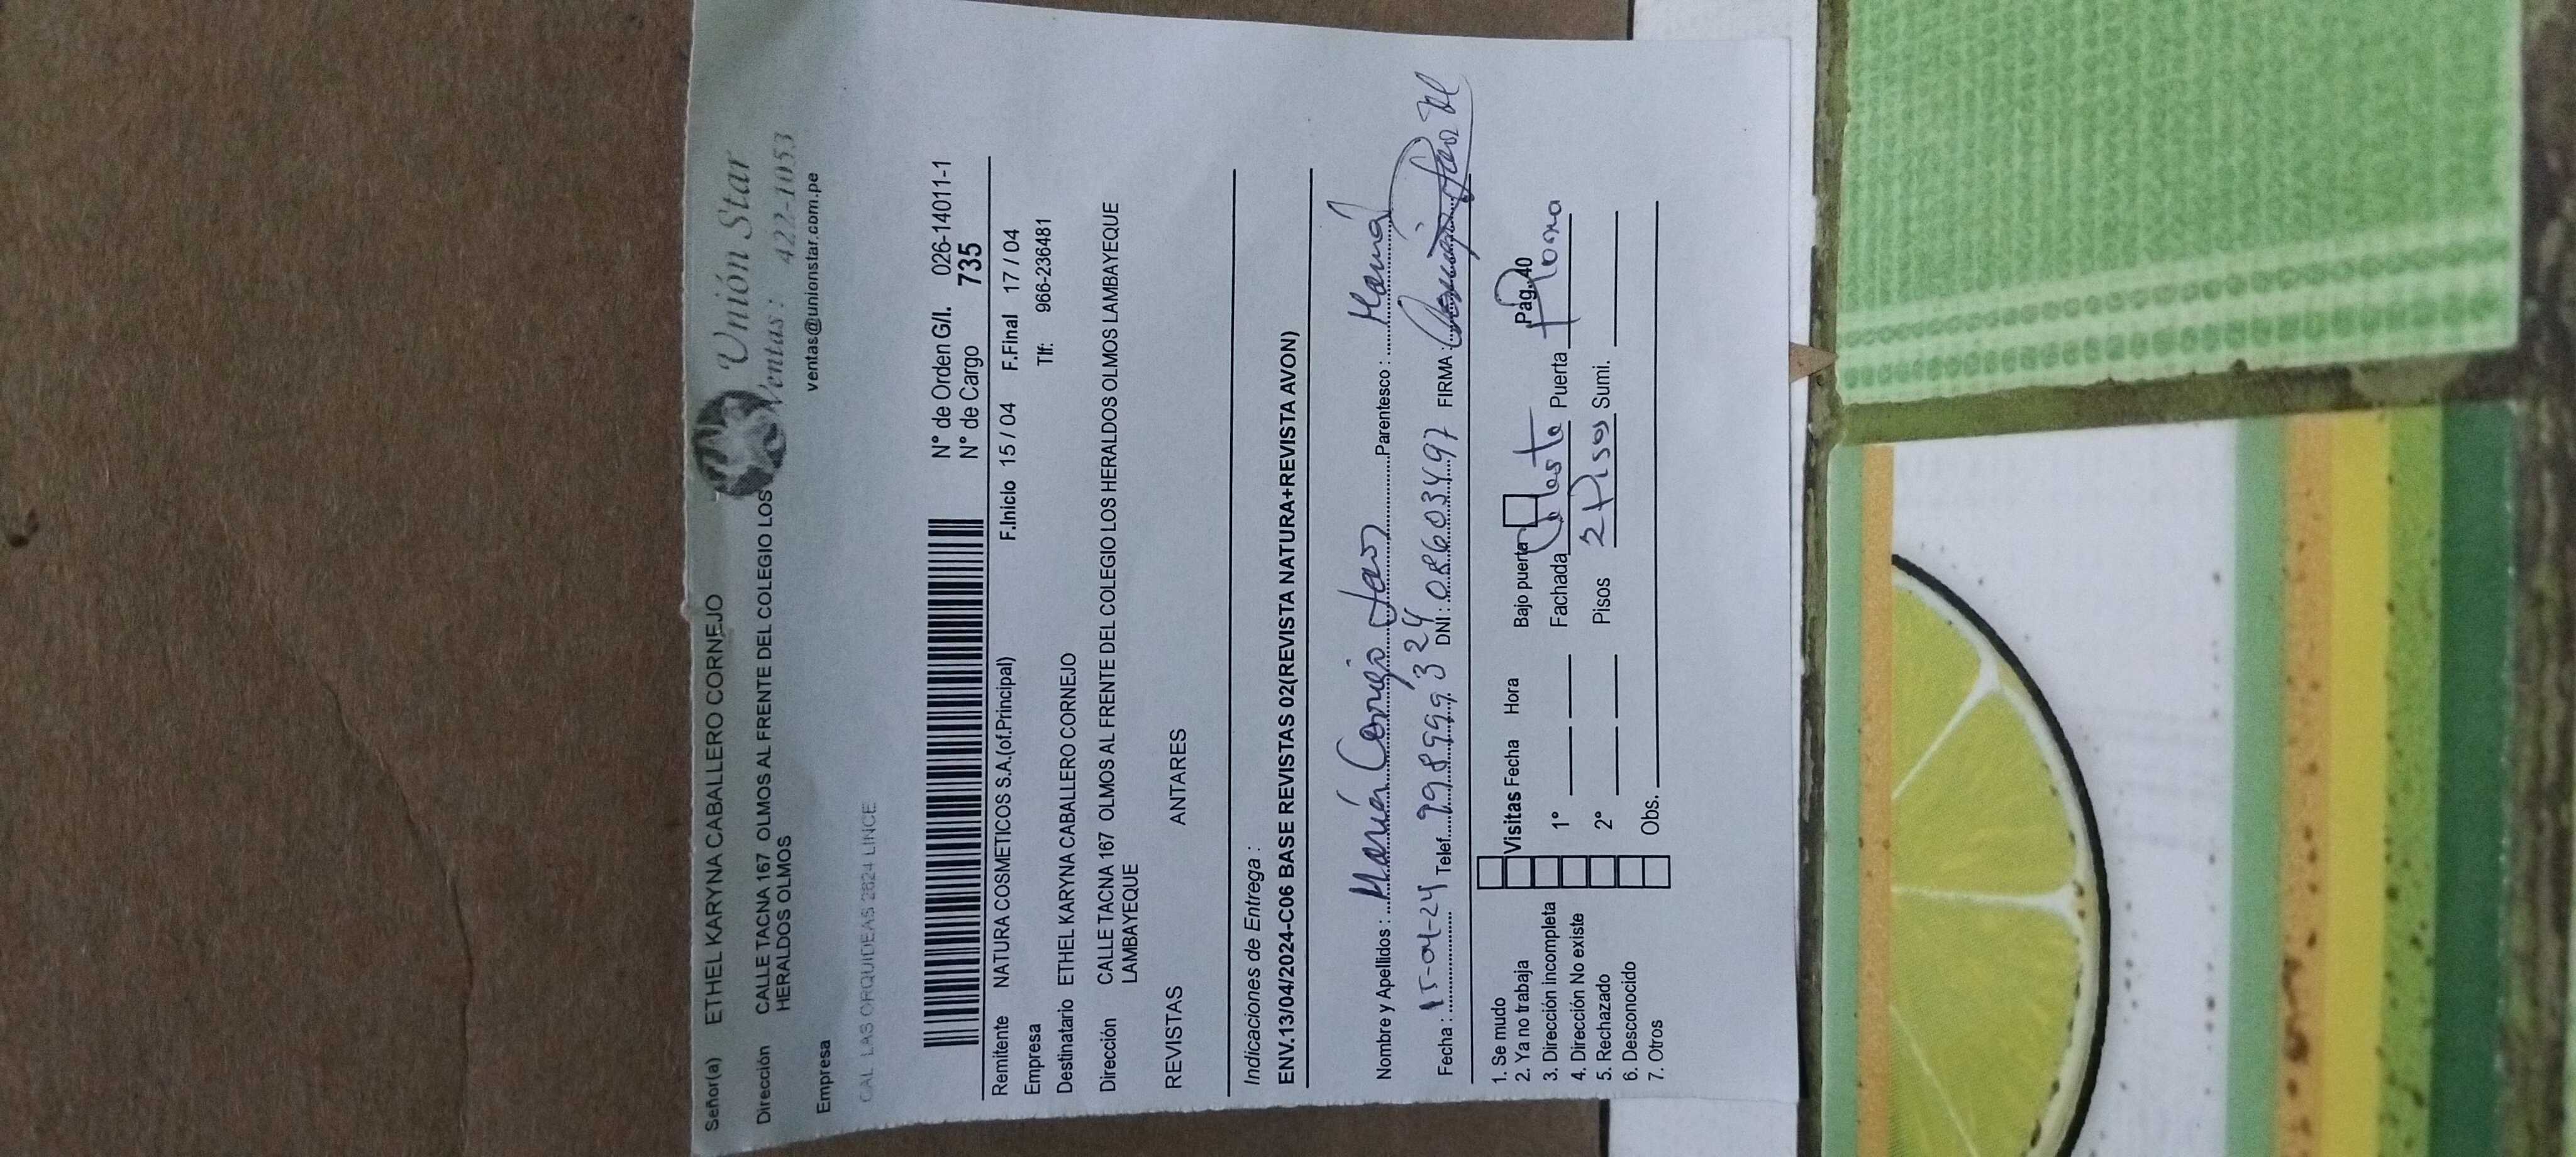 Señor(a) ETHEL KARYNA CABALLERO CORNEJO
Unión Star
Dirección CALLE TACNA 167 OLMOS AL FRENTE DEL COLEGIO LOS
HERALDOS OLMOS
Ventas : 422-1053
Empresa
ventas@unionstar.com.pe
CAL LAS ORQUIDEAS 2624 LINCE
N° de Orden G/I. 026-14011-1
N° de Cargo 735
Remitente NATURA COSMETICOS S.A.(of.Principal) F.Inicio 15 / 04 F.Final 17 / 04
Empresa Tlf: 966-236481
Destinatario ETHEL KARYNA CABALLERO CORNEJO
Dirección CALLE TACNA 167 OLMOS AL FRENTE DEL COLEGIO LOS HERALDOS OLMOS LAMBAYEQUE
LAMBAYEQUE
REVISTAS ANTARES
Indicaciones de Entrega :
ENV.13/04/2024-C06 BASE REVISTAS 02(REVISTA NATURA+REVISTA AVON)
Nombre y Apellidos : María Cornejo Parentesco : Mamá
Fecha : 15-04-24 Telef. 998999324 DNI : FIRMA :
1. Se mudo Visitas Fecha Hora Bajo puerta Pág.40
2. Ya no trabaja
3. Dirección incompleta 1° Fachada Celeste Puerta
4. Dirección No existe
5. Rechazado 2° Pisos 2 Pisos Sumi.
6. Desconocido
7. Otros Obs.